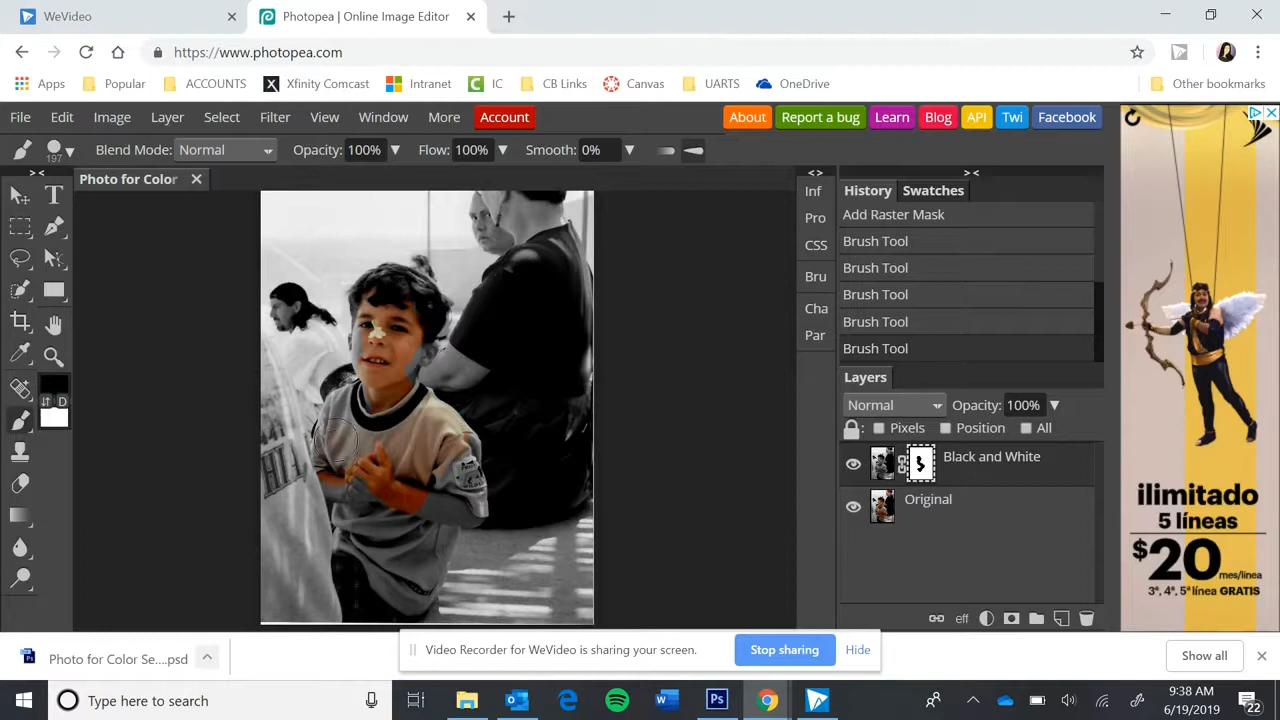 WeVideo
Photopea | Online Image Editor
https://www.photopea.com
Apps Popular ACCOUNTS Xfinity Comcast Intranet IC CB Links Canvas UARTS OneDrive Other bookmarks
File Edit Image Layer Select Filter View Window More Account About Report a bug Learn Blog API Twi Facebook
197 Blend Mode: Normal Opacity: 100% Flow: 100% Smooth: 0%
Photo for Color
Inf
Pro
CSS
Bru
Cha
Par
History Swatches
Add Raster Mask
Brush Tool
Brush Tool
Brush Tool
Brush Tool
Brush Tool
Layers
Normal Opacity: 100%
Pixels Position All
Black and White
Original
eff
D
ilimitado
5 líneas
$20 mes/línea
3ª, 4ª, 5ª línea GRATIS
Video Recorder for WeVideo is sharing your screen. Stop sharing Hide
Photo for Color Se....psd
Show all
Type here to search
9:38 AM
6/19/2019
22